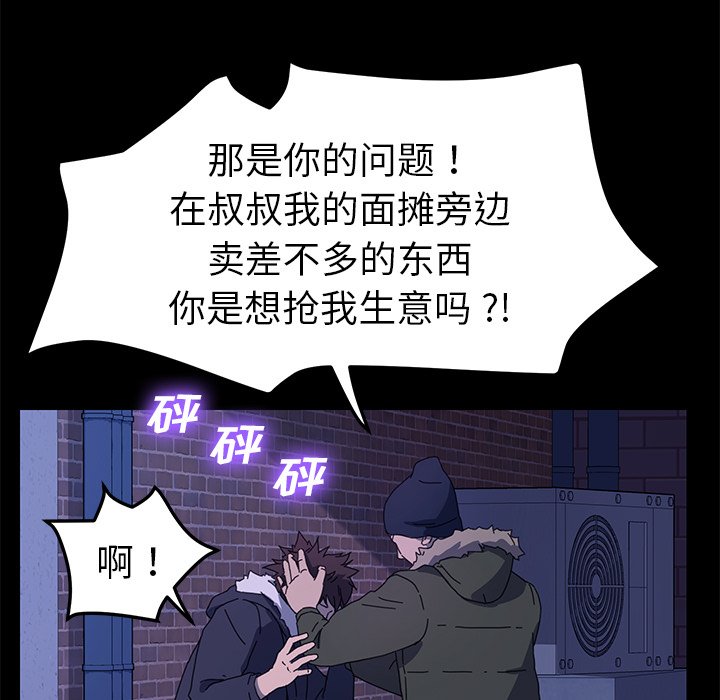 那是你的问题！
在叔叔我的面摊旁边
卖差不多的东西
你是想抢我生意吗?!
砰 砰 砰
啊！